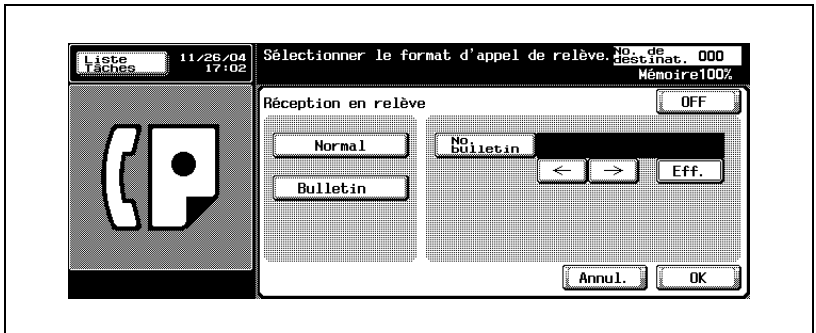 Liste
Tâches
11/26/04
17:02
Sélectionner le format d'appel de relève.
No. de
destinat. 000
Mémoire100%
Réception en relève
OFF
Normal
No.
bulletin
← →
Eff.
Bulletin
Annul.
OK